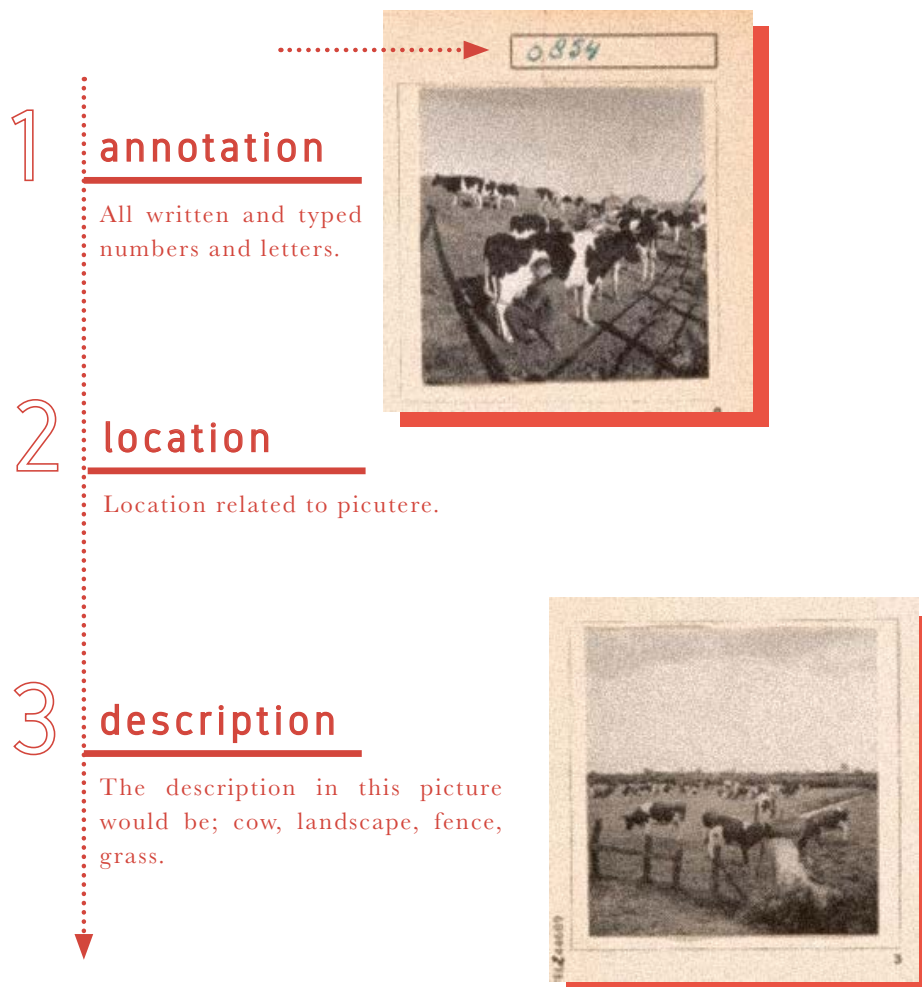 0854
1
annotation
All written and typed
numbers and letters.
2
location
Location related to picutere.
3
description
The description in this picture
would be; cow, landscape, fence,
grass.
3